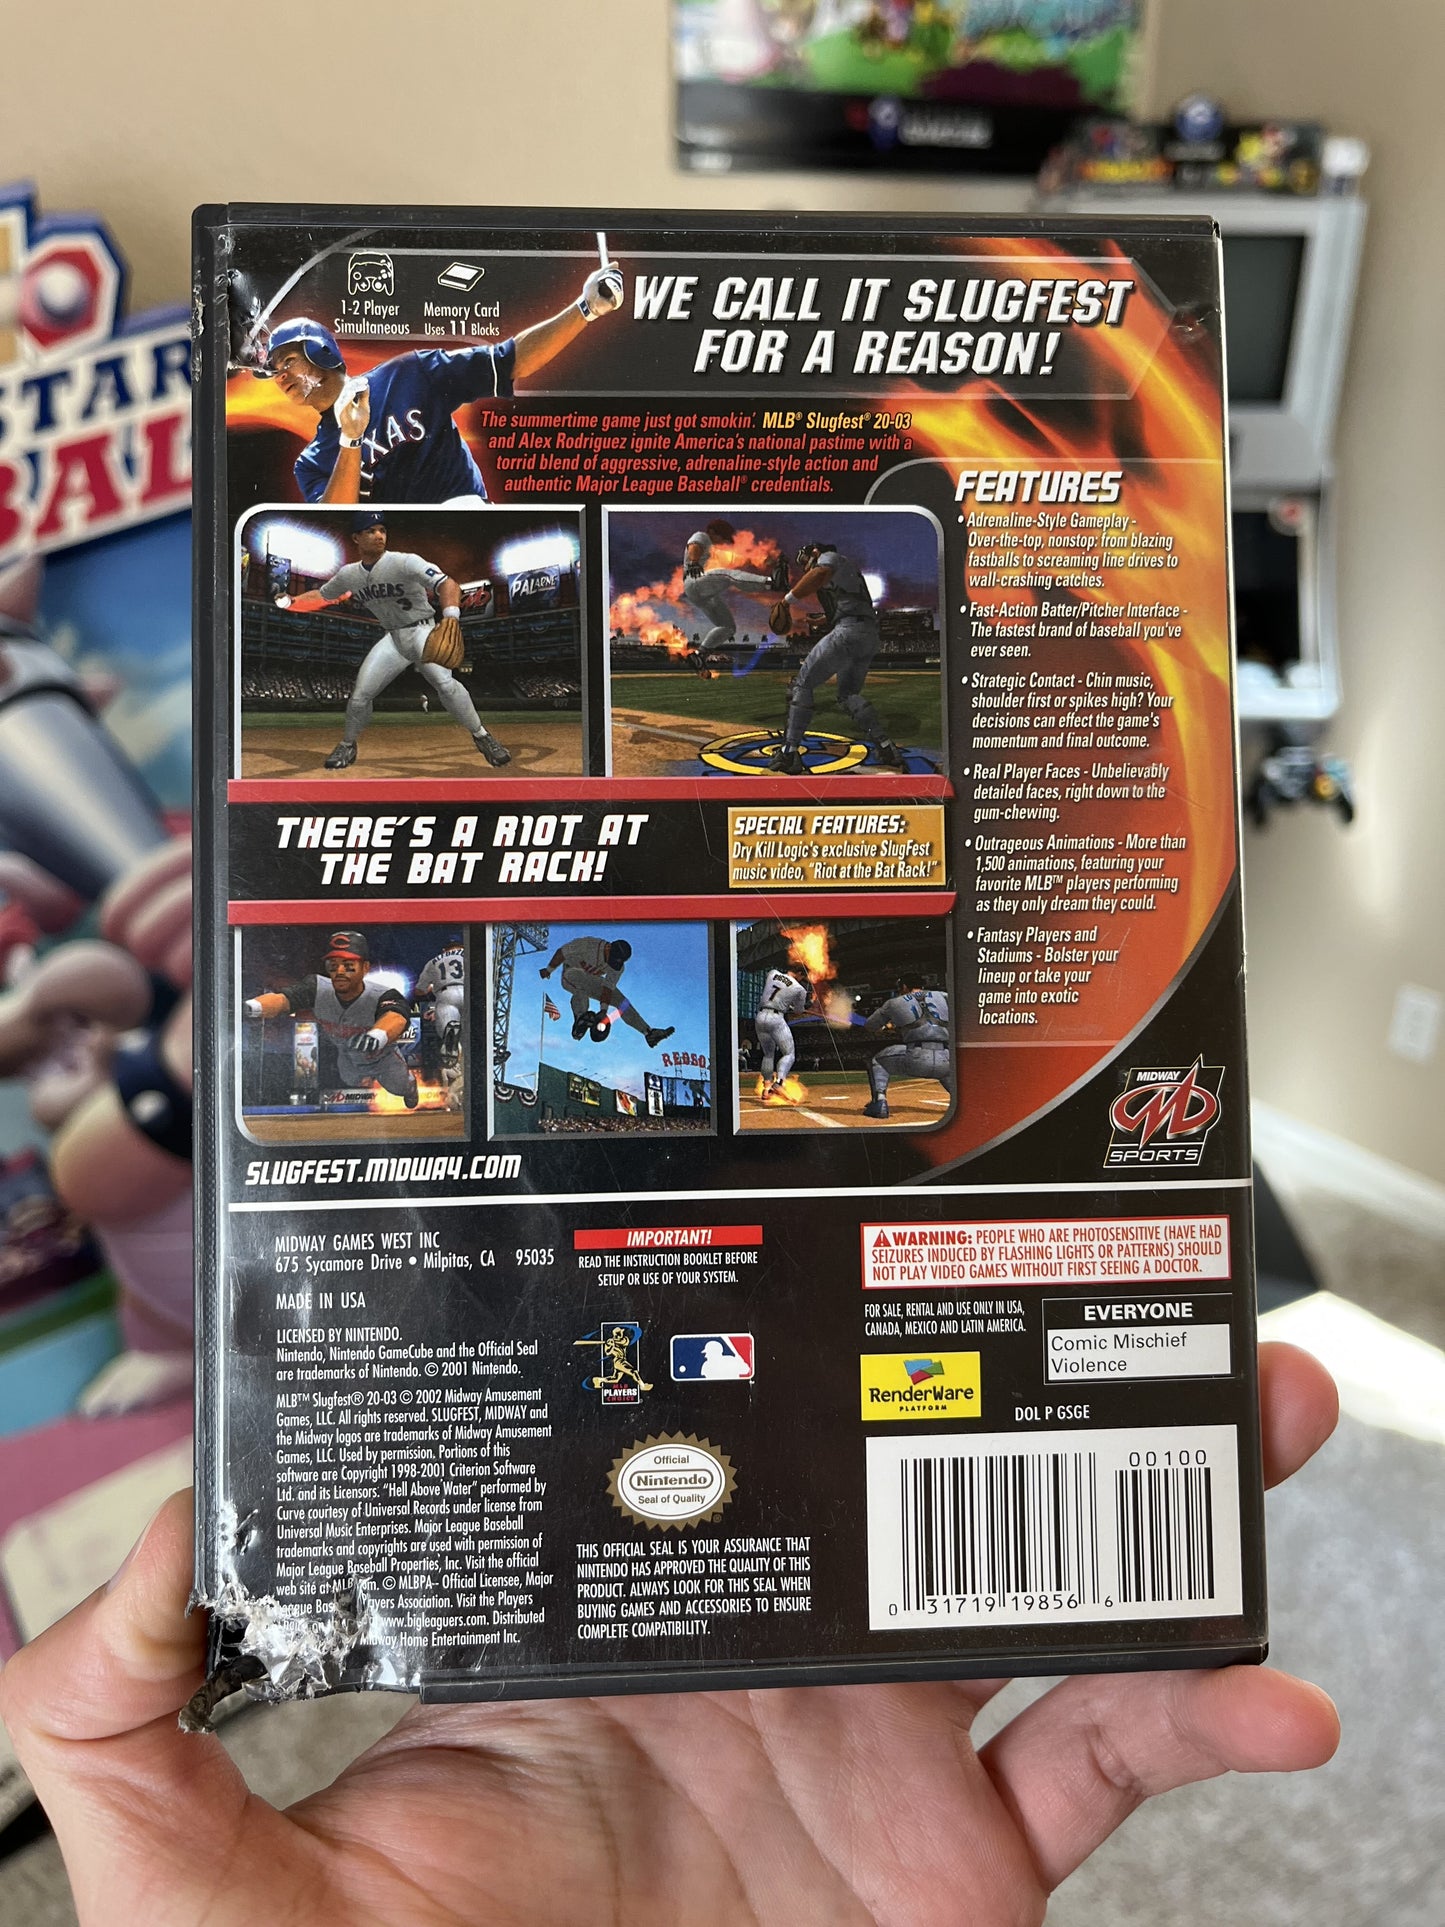 1-2 Player
Simultaneous
Memory Card
Uses 11 Blocks
WE CALL IT SLUGFEST
FOR A REASON!
TEXAS
The summertime game just got smokin'. MLB® Slugfest® 20-03
and Alex Rodriguez ignite America's national pastime with a
torrid blend of aggressive, adrenaline-style action and
authentic Major League Baseball® credentials.
RANGERS
3
FEATURES
• Adrenaline-Style Gameplay -
Over-the-top, nonstop: from blazing
fastballs to screaming line drives to
wall-crashing catches.
• Fast-Action Batter/Pitcher Interface -
The fastest brand of baseball you've
ever seen.
• Strategic Contact - Chin music,
shoulder first or spikes high? Your
decisions can effect the game's
momentum and final outcome.
• Real Player Faces - Unbelievably
detailed faces, right down to the
gum-chewing.
• Outrageous Animations - More than
1,500 animations, featuring your
favorite MLB™ players performing
as they only dream they could.
• Fantasy Players and
Stadiums - Bolster your
lineup or take your
game into exotic
locations.
THERE'S A RIOT AT
THE BAT RACK!
SPECIAL FEATURES:
Dry Kill Logic's exclusive SlugFest
music video, "Riot at the Bat Rack!"
13
MIDWAY
REDSO
7
SLUGFEST.MIDWAY.COM
MIDWAY
SPORTS
MIDWAY GAMES WEST INC
675 Sycamore Drive • Milpitas, CA 95035
MADE IN USA
LICENSED BY NINTENDO.
Nintendo, Nintendo GameCube and the Official Seal
are trademarks of Nintendo. © 2001 Nintendo.
MLB™ Slugfest® 20-03 © 2002 Midway Amusement
Games, LLC. All rights reserved. SLUGFEST, MIDWAY and
the Midway logos are trademarks of Midway Amusement
Games, LLC. Used by permission. Portions of this
software are Copyright 1998-2001 Criterion Software
Ltd. and its Licensors. "Hell Above Water" performed by
Curve courtesy of Universal Records under license from
Universal Music Enterprises. Major League Baseball
trademarks and copyrights are used with permission of
Major League Baseball Properties, Inc. Visit the official
web site at MLB © MLBPA- Official Licensee, Major
Players Association. Visit the Players
www.bigleaguers.com. Distributed
Midway Home Entertainment Inc.
IMPORTANT!
READ THE INSTRUCTION BOOKLET BEFORE
SETUP OR USE OF YOUR SYSTEM.
MLB
PLAYERS
CHOICE
Official
Nintendo
Seal of Quality
®
THIS OFFICIAL SEAL IS YOUR ASSURANCE THAT
NINTENDO HAS APPROVED THE QUALITY OF THIS
PRODUCT. ALWAYS LOOK FOR THIS SEAL WHEN
BUYING GAMES AND ACCESSORIES TO ENSURE
COMPLETE COMPATIBILITY.
WARNING: PEOPLE WHO ARE PHOTOSENSITIVE (HAVE HAD
SEIZURES INDUCED BY FLASHING LIGHTS OR PATTERNS) SHOULD
NOT PLAY VIDEO GAMES WITHOUT FIRST SEEING A DOCTOR.
FOR SALE, RENTAL AND USE ONLY IN USA,
CANADA, MEXICO AND LATIN AMERICA.
EVERYONE
Comic Mischief
Violence
RenderWare
PLATFORM
DOL P GSGE
00100
0 31719 19856 6
STAR
BAL